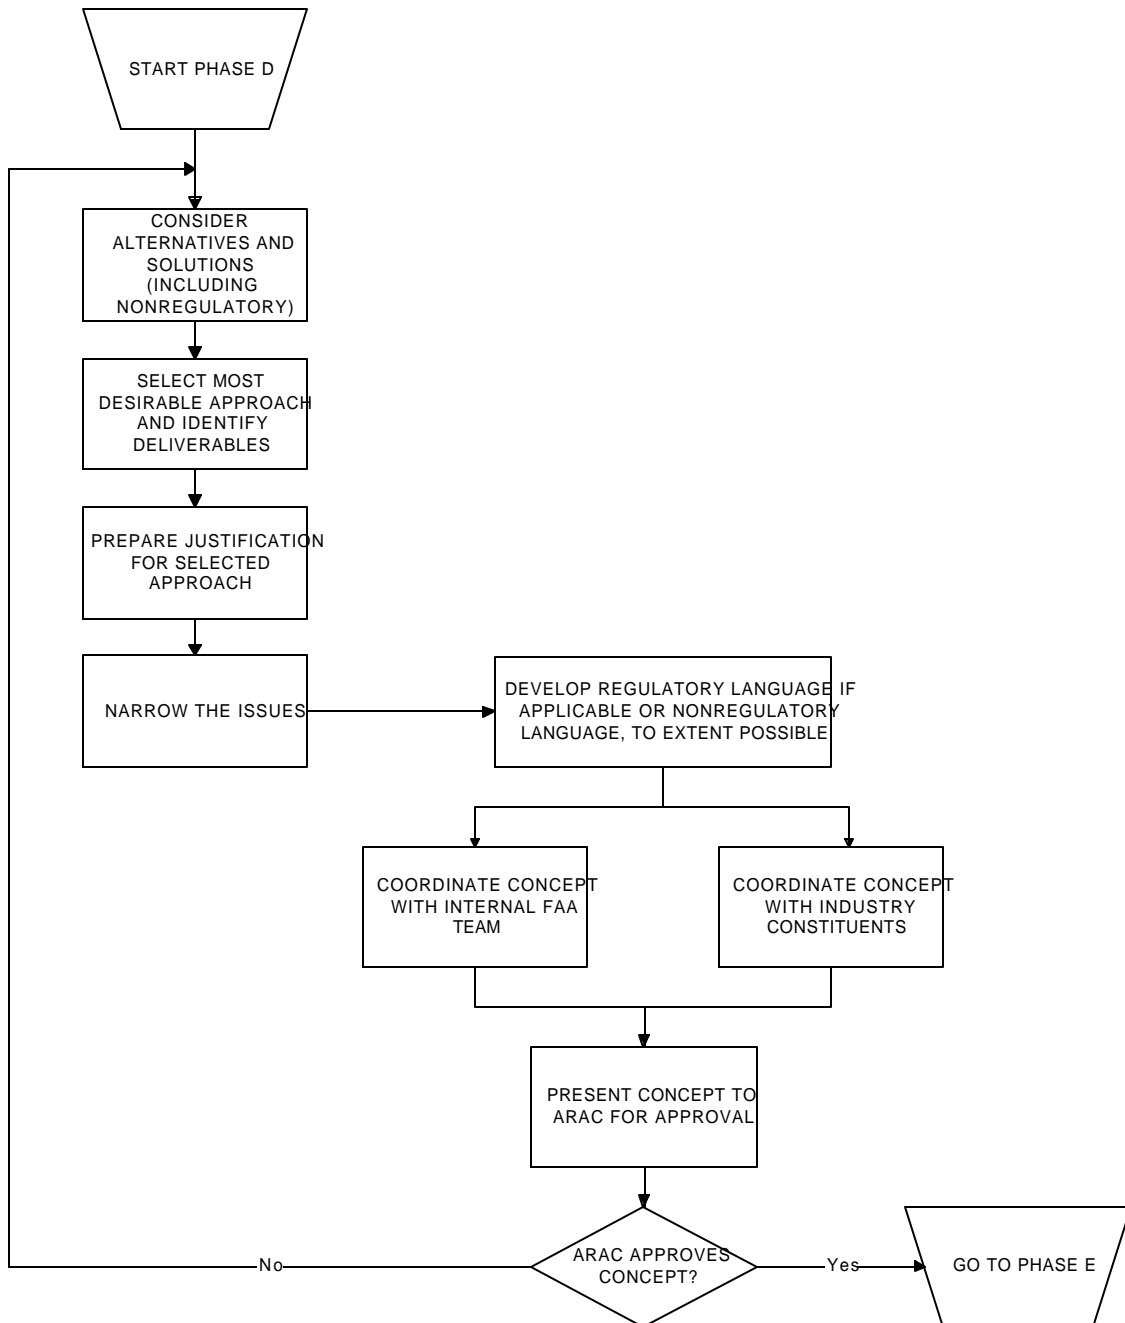 START PHASE D
CONSIDER
ALTERNATIVES AND
SOLUTIONS
(INCLUDING
NONREGULATORY)
SELECT MOST
DESIRABLE APPROACH
AND IDENTIFY
DELIVERABLES
PREPARE JUSTIFICATION
FOR SELECTED
APPROACH
NARROW THE ISSUES
DEVELOP REGULATORY LANGUAGE IF
APPLICABLE OR NONREGULATORY
LANGUAGE, TO EXTENT POSSIBLE
COORDINATE CONCEPT
WITH INTERNAL FAA
TEAM
COORDINATE CONCEPT
WITH INDUSTRY
CONSTITUENTS
PRESENT CONCEPT TO
ARAC FOR APPROVAL
ARAC APPROVES
CONCEPT?
No
Yes
GO TO PHASE E